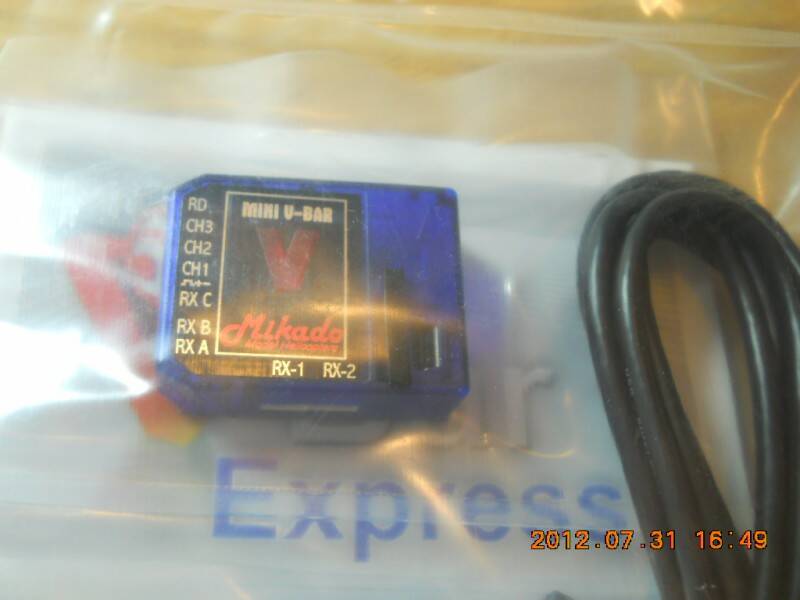 RD
CH3
CH2
CH1
RX C
RX B
RX A
MINI V-BAR
V
Mikado
RX-1 RX-2
Express
2012.07.31 16:49